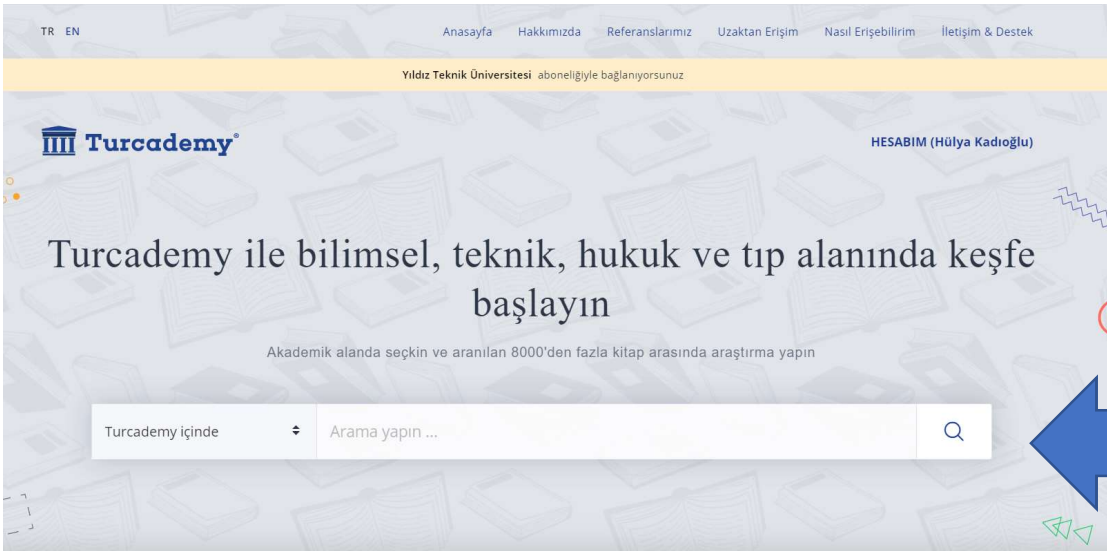 TR EN Anasayfa Hakkımızda Referanslarımız Uzaktan Erişim Nasıl Erişebilirim İletişim & Destek
Yıldız Teknik Üniversitesi aboneliğiyle bağlanıyorsunuz
Turcademy®
HESABIM (Hülya Kadıoğlu)
Turcademy ile bilimsel, teknik, hukuk ve tıp alanında keşfe
başlayın
Akademik alanda seçkin ve aranılan 8000'den fazla kitap arasında araştırma yapın
Turcademy içinde Arama yapın ...